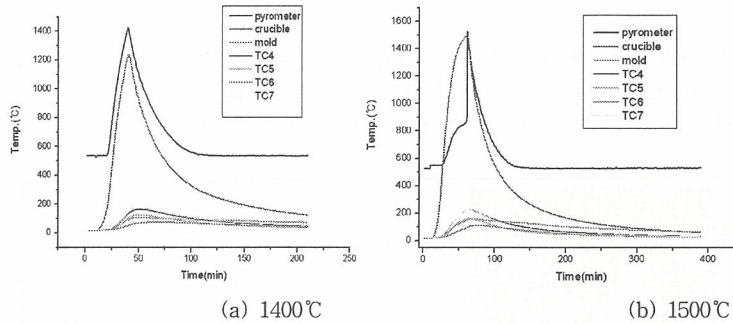 (a)
Temp.(℃)
1400
1200
1000
800
600
400
200
0
0 50 100 150 200 250
Time(min)
pyrometer
crucible
mold
TC4
TC5
TC6
TC7
(a) 1400℃
(b)
Temp.(℃)
1600
1400
1200
1000
800
600
400
200
0
0 100 200 300 400
Time(min)
pyrometer
crucible
mold
TC4
TC5
TC6
TC7
(b) 1500℃